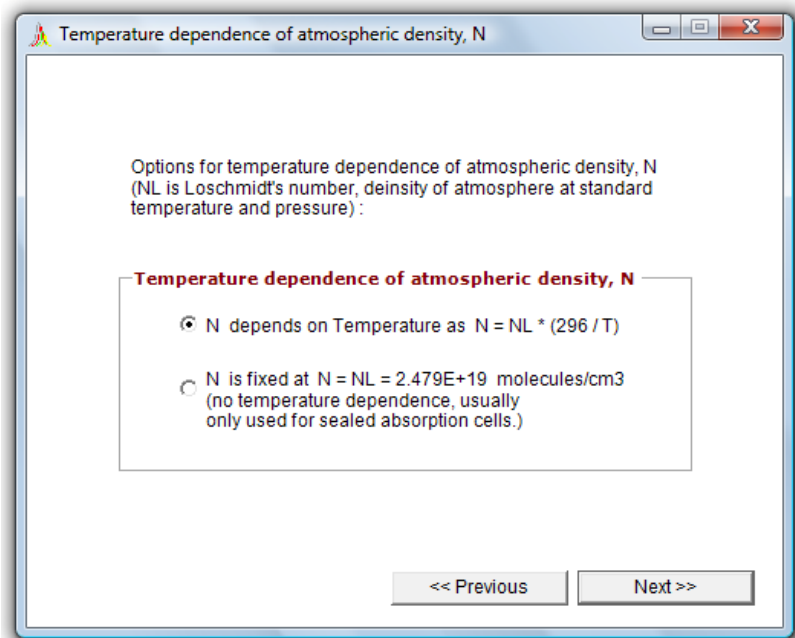 Temperature dependence of atmospheric density, N
Options for temperature dependence of atmospheric density, N
(NL is Loschmidt's number, deinsity of atmosphere at standard
temperature and pressure) :
Temperature dependence of atmospheric density, N
N depends on Temperature as N = NL * (296 / T)
N is fixed at N = NL = 2.479E+19 molecules/cm3
(no temperature dependence, usually
only used for sealed absorption cells.)
<< Previous
Next >>